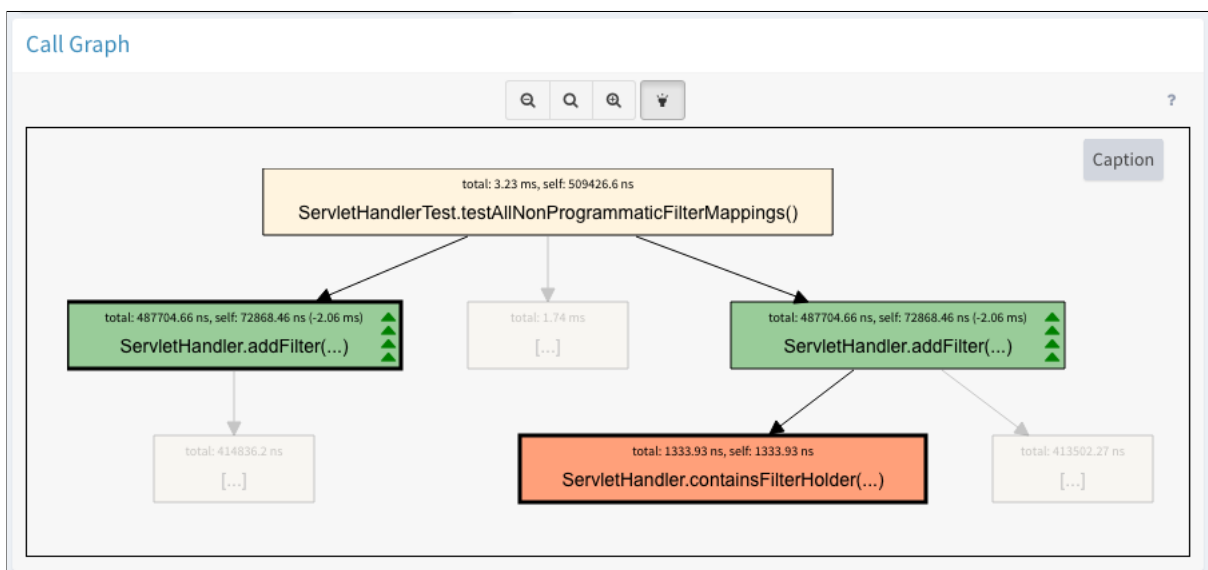 Call Graph
?
Caption
total: 3.23 ms, self: 509426.6 ns
ServletHandlerTest.testAllNonProgrammaticFilterMappings()
total: 487704.66 ns, self: 72868.46 ns (-2.06 ms)
ServletHandler.addFilter(...)
total: 1.74 ms
[...]
total: 487704.66 ns, self: 72868.46 ns (-2.06 ms)
ServletHandler.addFilter(...)
total: 414836.2 ns
[...]
total: 1333.93 ns, self: 1333.93 ns
ServletHandler.containsFilterHolder(...)
total: 413502.27 ns
[...]